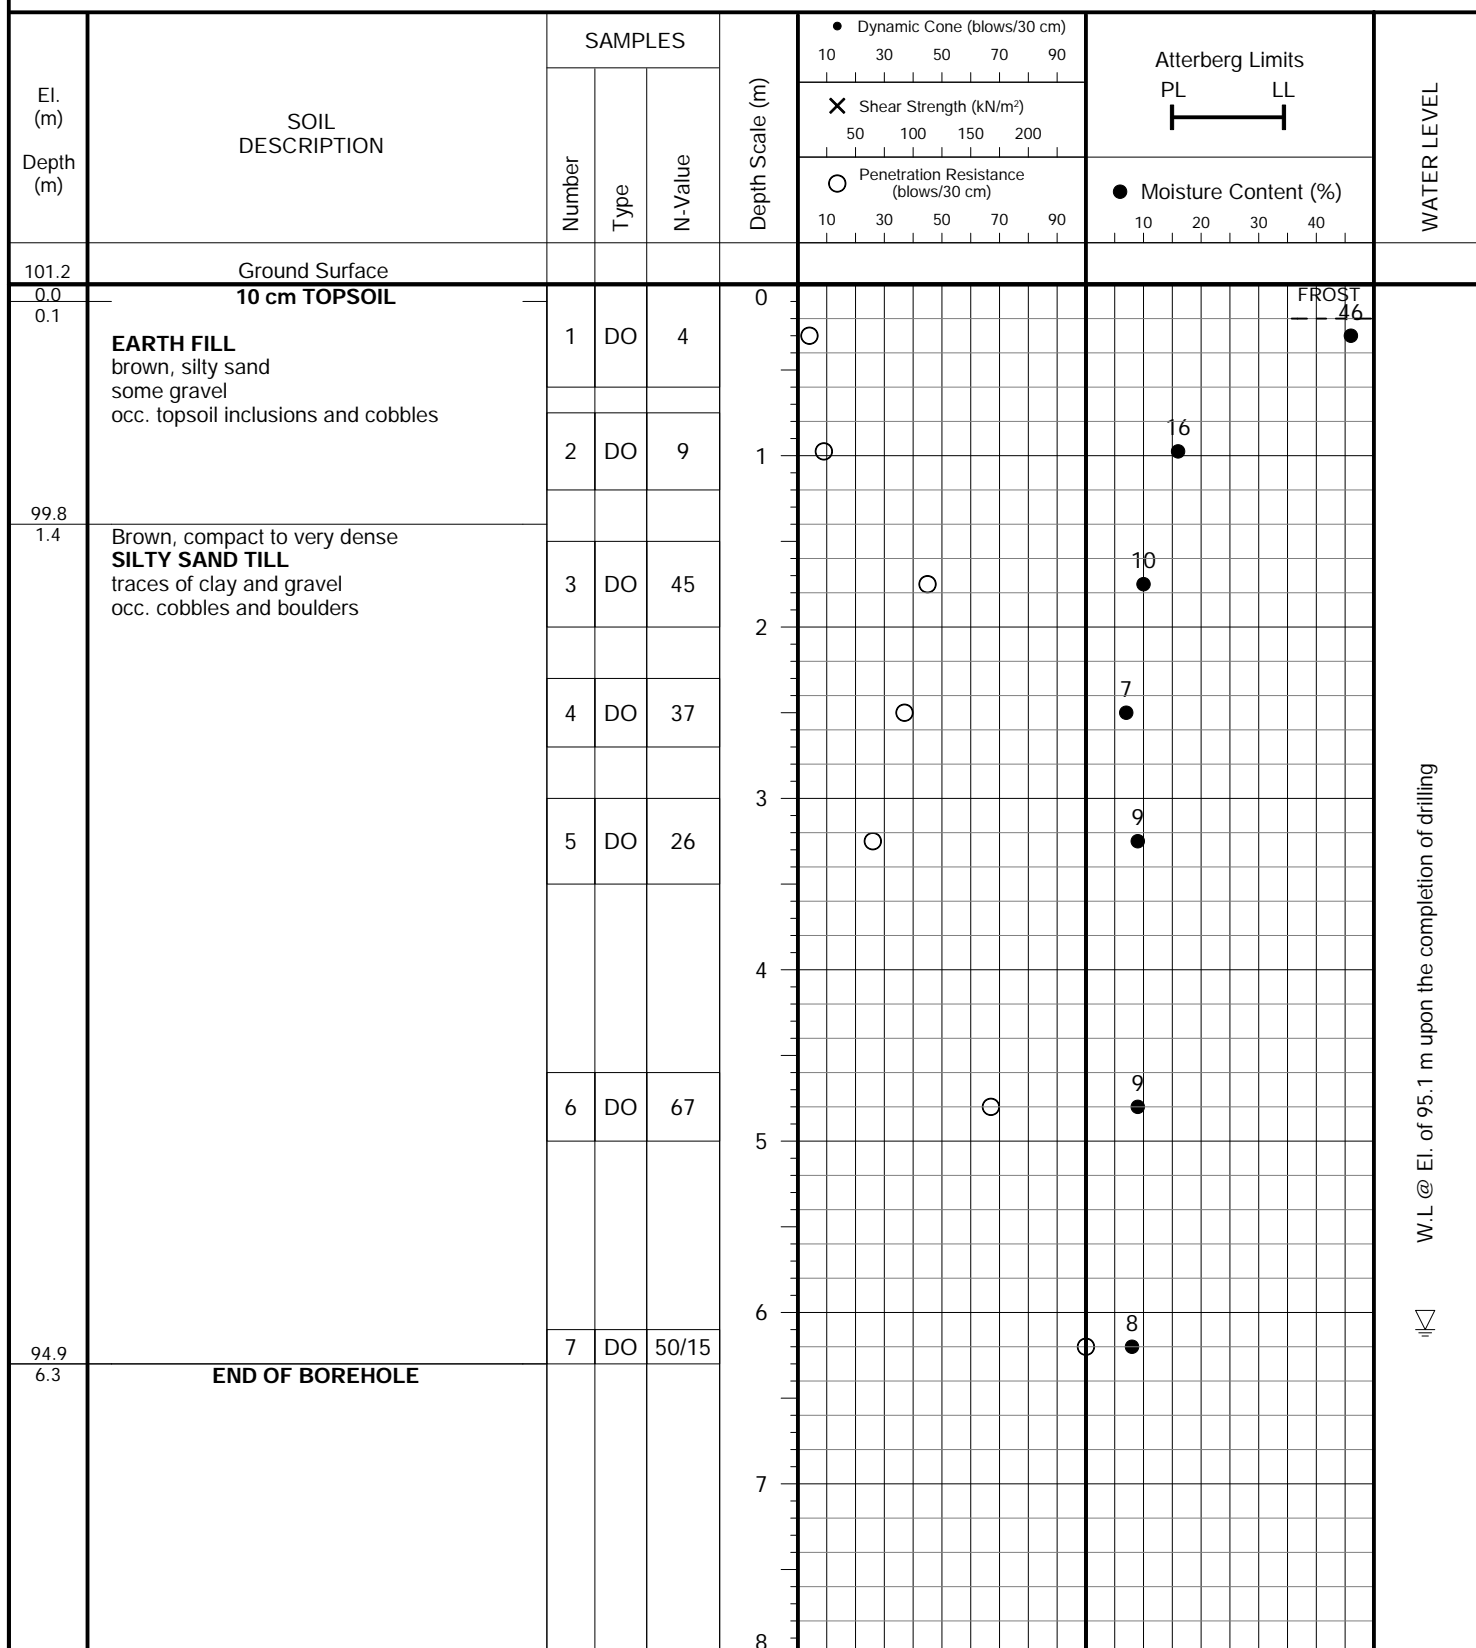 El.
(m)
Depth
(m)
SOIL
DESCRIPTION
SAMPLES
Number
Type
N-Value
Depth Scale (m)
Dynamic Cone (blows/30 cm)
10 30 50 70 90
Shear Strength (kN/m²)
50 100 150 200
Penetration Resistance
(blows/30 cm)
10 30 50 70 90
Atterberg Limits
PL LL
Moisture Content (%)
10 20 30 40
WATER LEVEL
101.2 Ground Surface
0.0 10 cm TOPSOIL 0 FROST
0.1
46
EARTH FILL
brown, silty sand
some gravel
occ. topsoil inclusions and cobbles
1 DO 4
16
2 DO 9
1
99.8
1.4
Brown, compact to very dense
SILTY SAND TILL
traces of clay and gravel
occ. cobbles and boulders
10
3 DO 45
2
7
4 DO 37
3
9
5 DO 26
4
9
6 DO 67
5
W.L @ El. of 95.1 m upon the completion of drilling
6
8
7 DO 50/15
94.9
6.3 END OF BOREHOLE
7
8